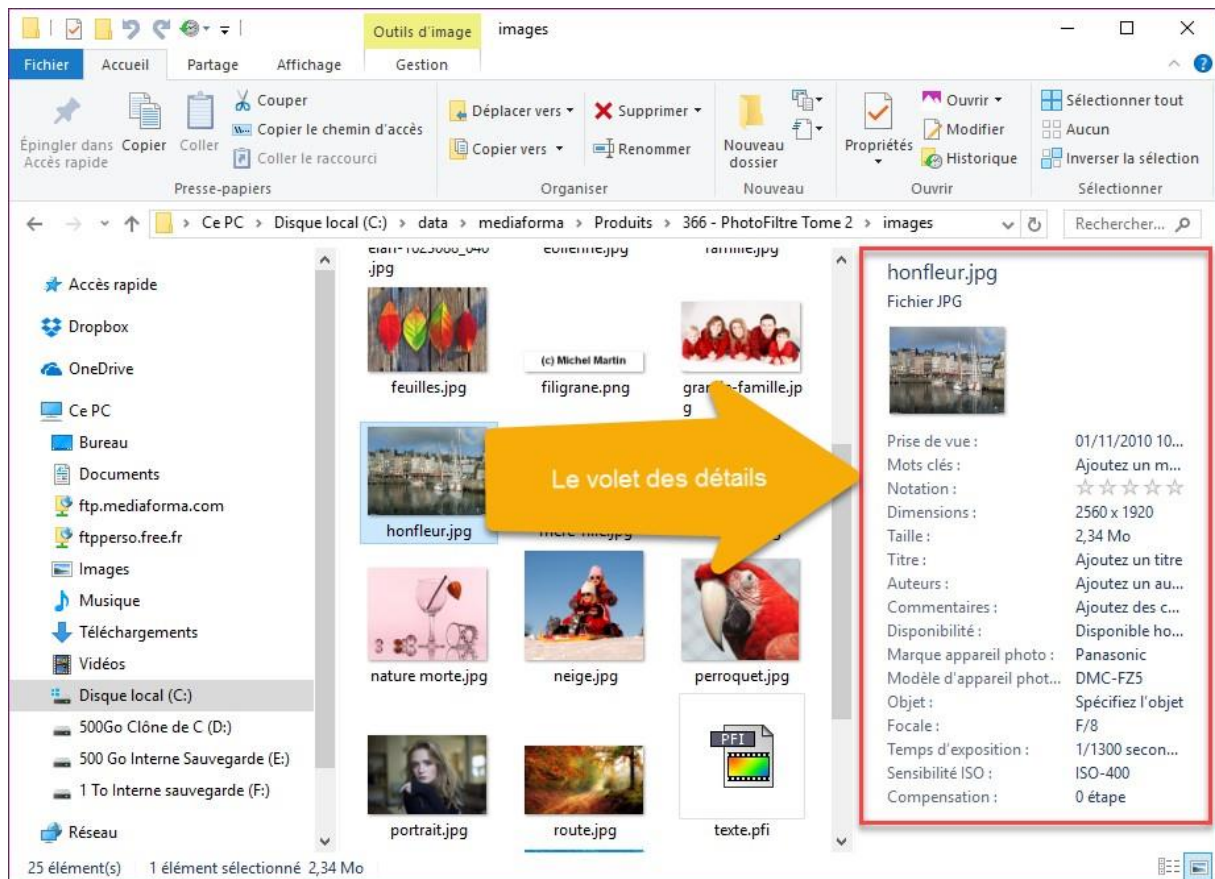 Outils d'image images
Fichier Accueil Partage Affichage Gestion
Épingler dans Accès rapide
Copier
Coller
Couper
Copier le chemin d'accès
Coller le raccourci
Presse-papiers
Déplacer vers
Copier vers
Supprimer
Renommer
Organiser
Nouveau dossier
Nouveau
Propriétés
Ouvrir
Modifier
Historique
Ouvrir
Sélectionner tout
Aucun
Inverser la sélection
Sélectionner
Ce PC > Disque local (C:) > data > mediaforma > Produits > 366 - PhotoFiltre Tome 2 > images
Rechercher...
Accès rapide
Dropbox
OneDrive
Ce PC
Bureau
Documents
ftp.mediaforma.com
ftpperso.free.fr
Images
Musique
Téléchargements
Vidéos
Disque local (C:)
500Go Clône de C (D:)
500 Go Interne Sauvegarde (E:)
1 To Interne sauvegarde (F:)
Réseau
.jpg
eolienne.jpg
famille.jpg
feuilles.jpg
(c) Michel Martin
filigrane.png
honfleur.jpg
Le volet des détails
nature morte.jpg
neige.jpg
perroquet.jpg
portrait.jpg
route.jpg
PFI
texte.pfi
honfleur.jpg
Fichier JPG
Prise de vue : 01/11/2010 10...
Mots clés : Ajoutez un m...
Notation : ☆☆☆☆☆
Dimensions : 2560 x 1920
Taille : 2,34 Mo
Titre : Ajoutez un titre
Auteurs : Ajoutez un au...
Commentaires : Ajoutez des c...
Disponibilité : Disponible ho...
Marque appareil photo : Panasonic
Modèle d'appareil phot... DMC-FZ5
Objet : Spécifiez l'objet
Focale : F/8
Temps d'exposition : 1/1300 secon...
Sensibilité ISO : ISO-400
Compensation : 0 étape
25 élément(s) 1 élément sélectionné 2,34 Mo